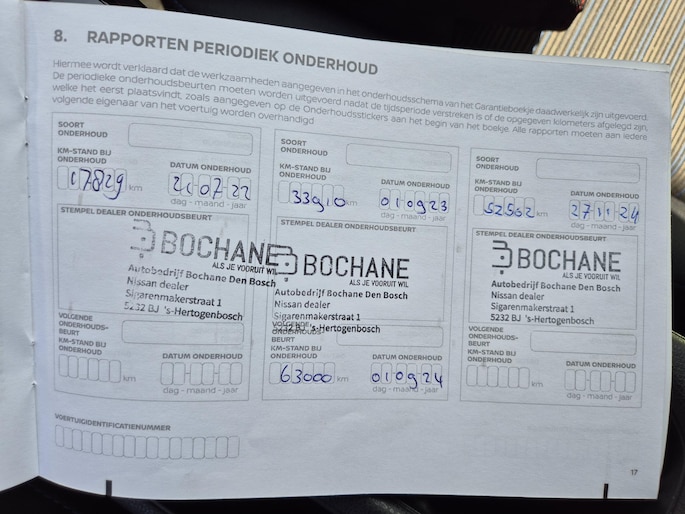 8. RAPPORTEN PERIODIEK ONDERHOUD
Hiermee wordt verklaard dat de werkzaamheden aangegeven in het onderhoudsschema van het Garantieboekje daadwerkelijk zijn uitgevoerd.
De periodieke onderhoudsbeurten moeten worden uitgevoerd nadat de tijdsperiode verstreken is of de opgegeven kilometers afgelegd zijn,
welke het eerst plaatsvindt, zoals aangegeven op de Onderhoudsstickers aan het begin van het boekje. Alle rapporten moeten aan iedere
volgende eigenaar van het voertuig worden overhandigd
SOORT
ONDERHOUD
KM-STAND BIJ
ONDERHOUD
DATUM ONDERHOUD
17829 km
21 07 22
dag - maand - jaar
STEMPEL DEALER ONDERHOUDSBEURT
BOCHANE
ALS JE VOORUIT WIL
Autobedrijf Bochane Den Bosch
Nissan dealer
Sigarenmakerstraat 1
5232 BJ 's-Hertogenbosch
VOLGENDE
ONDERHOUDS-
BEURT
KM-STAND BIJ
ONDERHOUD
DATUM ONDERHOUD
km
dag - maand - jaar
SOORT
ONDERHOUD
KM-STAND BIJ
ONDERHOUD
DATUM ONDERHOUD
33910 km
01 09 23
dag - maand - jaar
STEMPEL DEALER ONDERHOUDSBEURT
BOCHANE
ALS JE VOORUIT WIL
Autobedrijf Bochane Den Bosch
Nissan dealer
Sigarenmakerstraat 1
5232 BJ 's-Hertogenbosch
VOLGENDE
ONDERHOUDS-
BEURT
KM-STAND BIJ
ONDERHOUD
DATUM ONDERHOUD
63000 km
01 09 24
dag - maand - jaar
SOORT
ONDERHOUD
KM-STAND BIJ
ONDERHOUD
DATUM ONDERHOUD
52502 km
27 11 24
dag - maand - jaar
STEMPEL DEALER ONDERHOUDSBEURT
BOCHANE
ALS JE VOORUIT WIL
Autobedrijf Bochane Den Bosch
Nissan dealer
Sigarenmakerstraat 1
5232 BJ 's-Hertogenbosch
VOLGENDE
ONDERHOUDS-
BEURT
KM-STAND BIJ
ONDERHOUD
DATUM ONDERHOUD
km
dag - maand - jaar
VOERTUIGIDENTIFICATIENUMMER
17